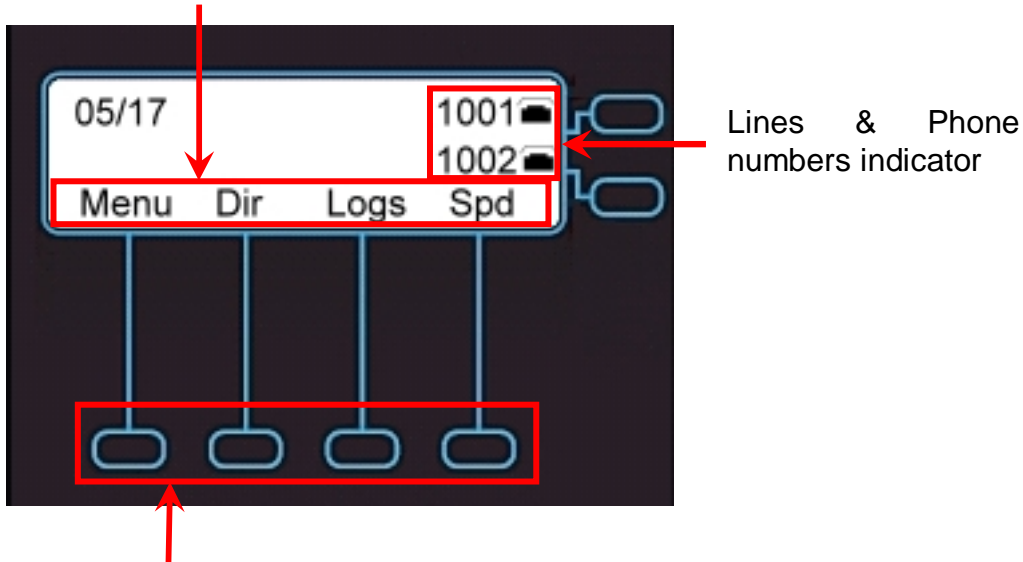 05/17 1001
1002
Menu Dir Logs Spd
Lines & Phone
numbers indicator